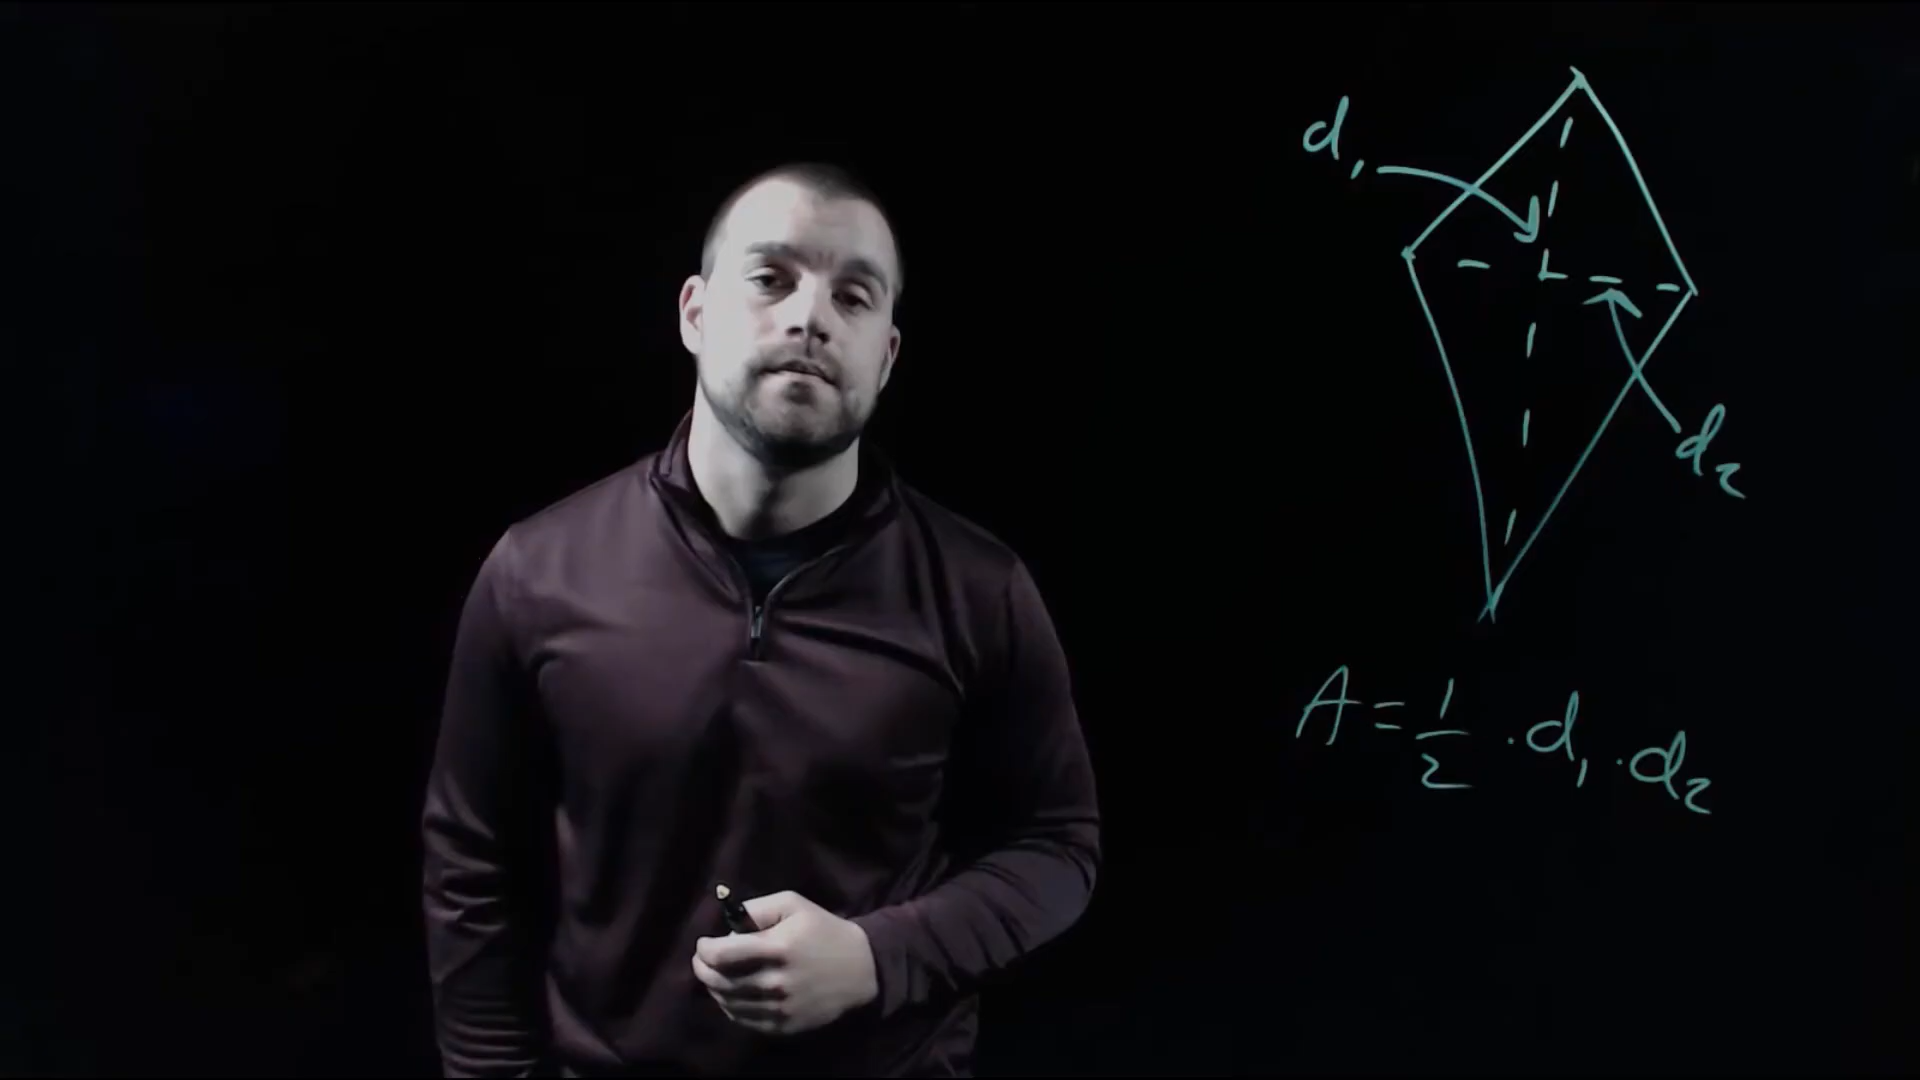 d₁
d₂
A = 1/2 · d₁ · d₂